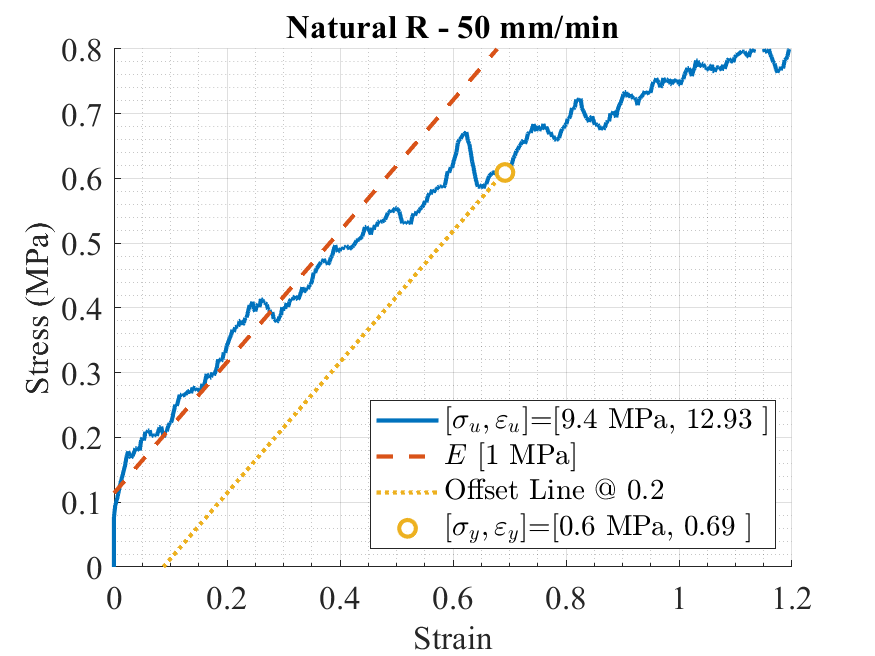 Natural R - 50 mm/min
Stress (MPa)
0.8
0.7
0.6
0.5
0.4
0.3
0.2
0.1
0
[σu, εu]=[9.4 MPa, 12.93 ]
E [1 MPa]
Offset Line @ 0.2
[σy, εy]=[0.6 MPa, 0.69 ]
0 0.2 0.4 0.6 0.8 1 1.2
Strain